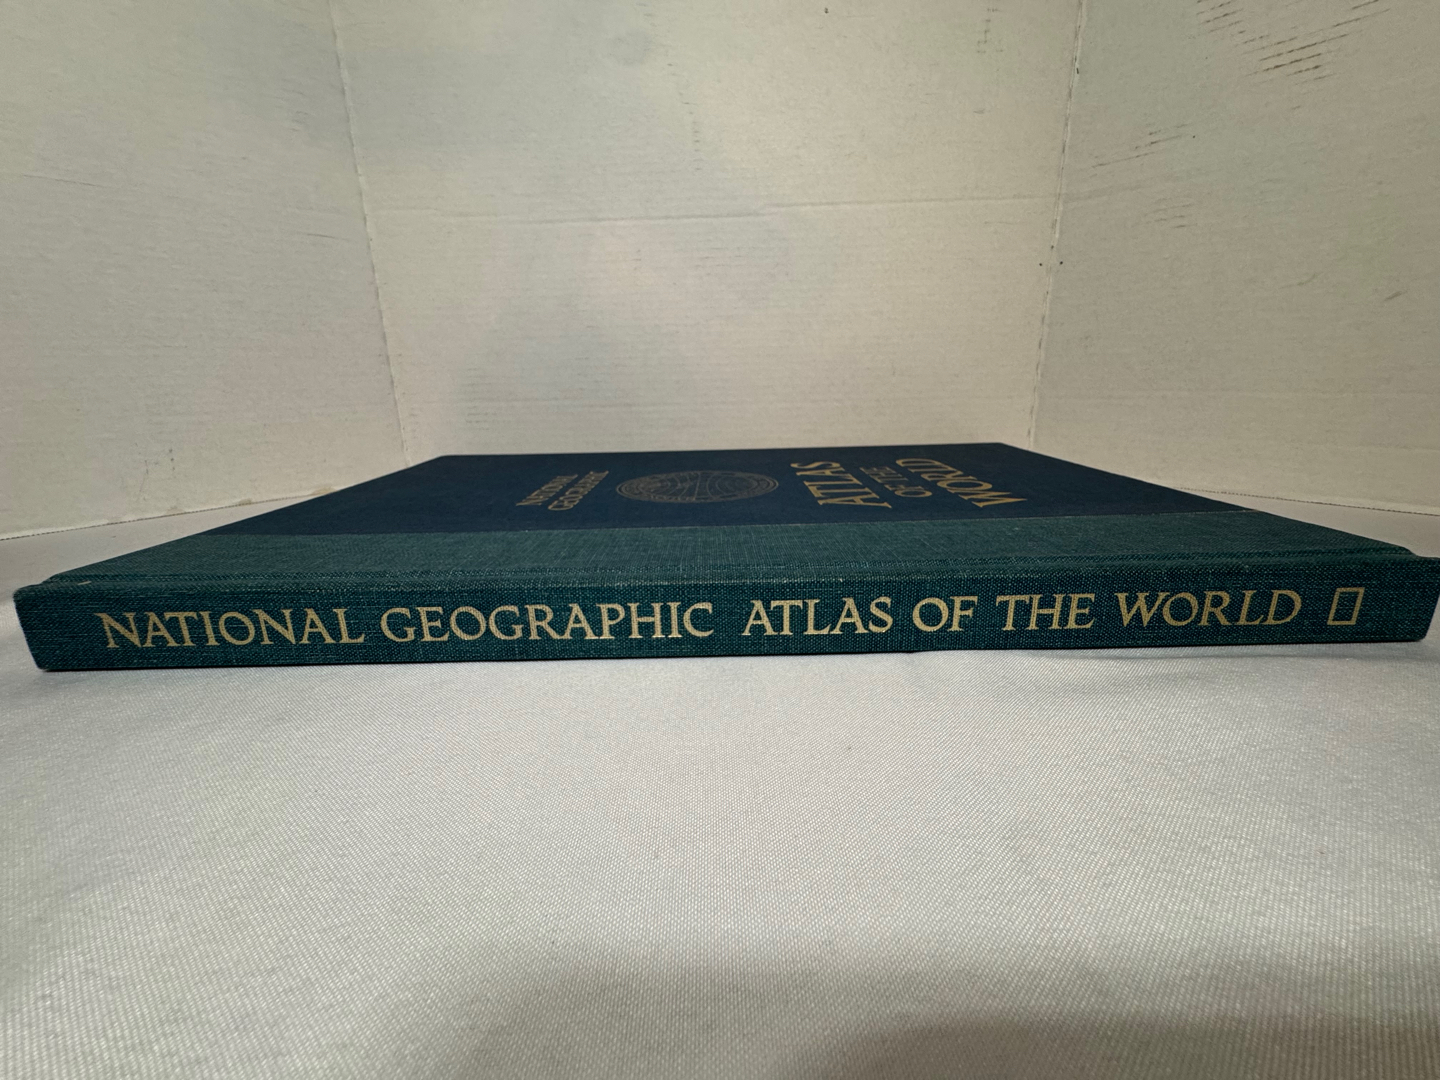 NATIONAL GEOGRAPHIC ATLAS OF THE WORLD
NATIONAL
GEOGRAPHIC
ATLAS
OF THE
WORLD